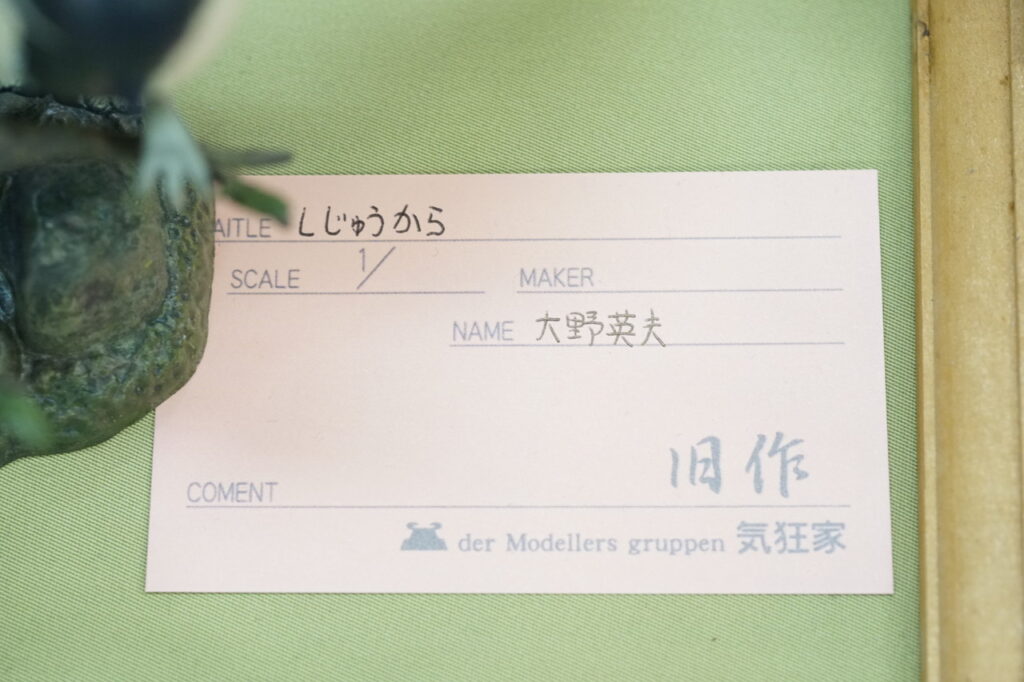 AITLE しじゅうから
SCALE 1/ MAKER
NAME 大野英夫
旧作
COMENT
der Modellers gruppen 気狂家